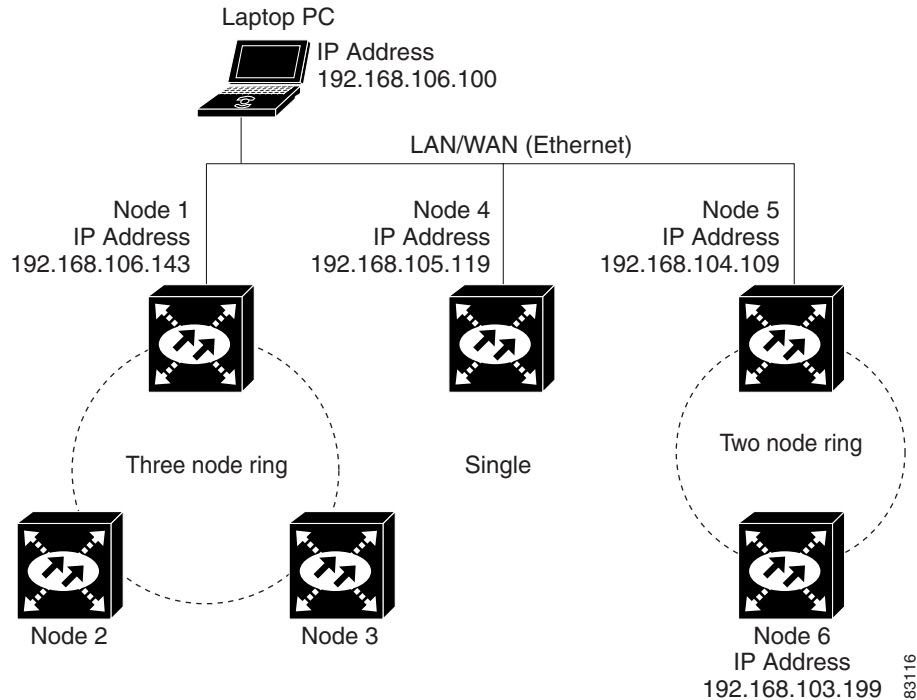 Laptop PC
IP Address
192.168.106.100
LAN/WAN (Ethernet)
Node 1
IP Address
192.168.106.143
Node 4
IP Address
192.168.105.119
Node 5
IP Address
192.168.104.109
Three node ring
Single
Two node ring
Node 2
Node 3
Node 6
IP Address
192.168.103.199
83116